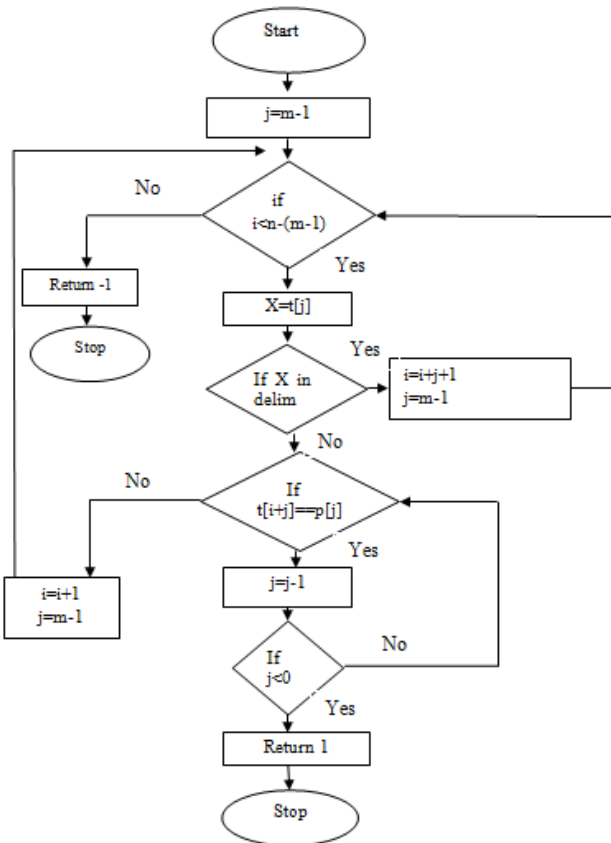 Start
j=m-1
No
if
i<n-(m-1)
Yes
Return -1
X=t[j]
Stop
Yes
If X in
delim
i=i+j+1
j=m-1
No
No
If
t[i+j]==p[j]
Yes
i=i+1
j=m-1
j=j-1
If
j<0
No
Yes
Return 1
Stop